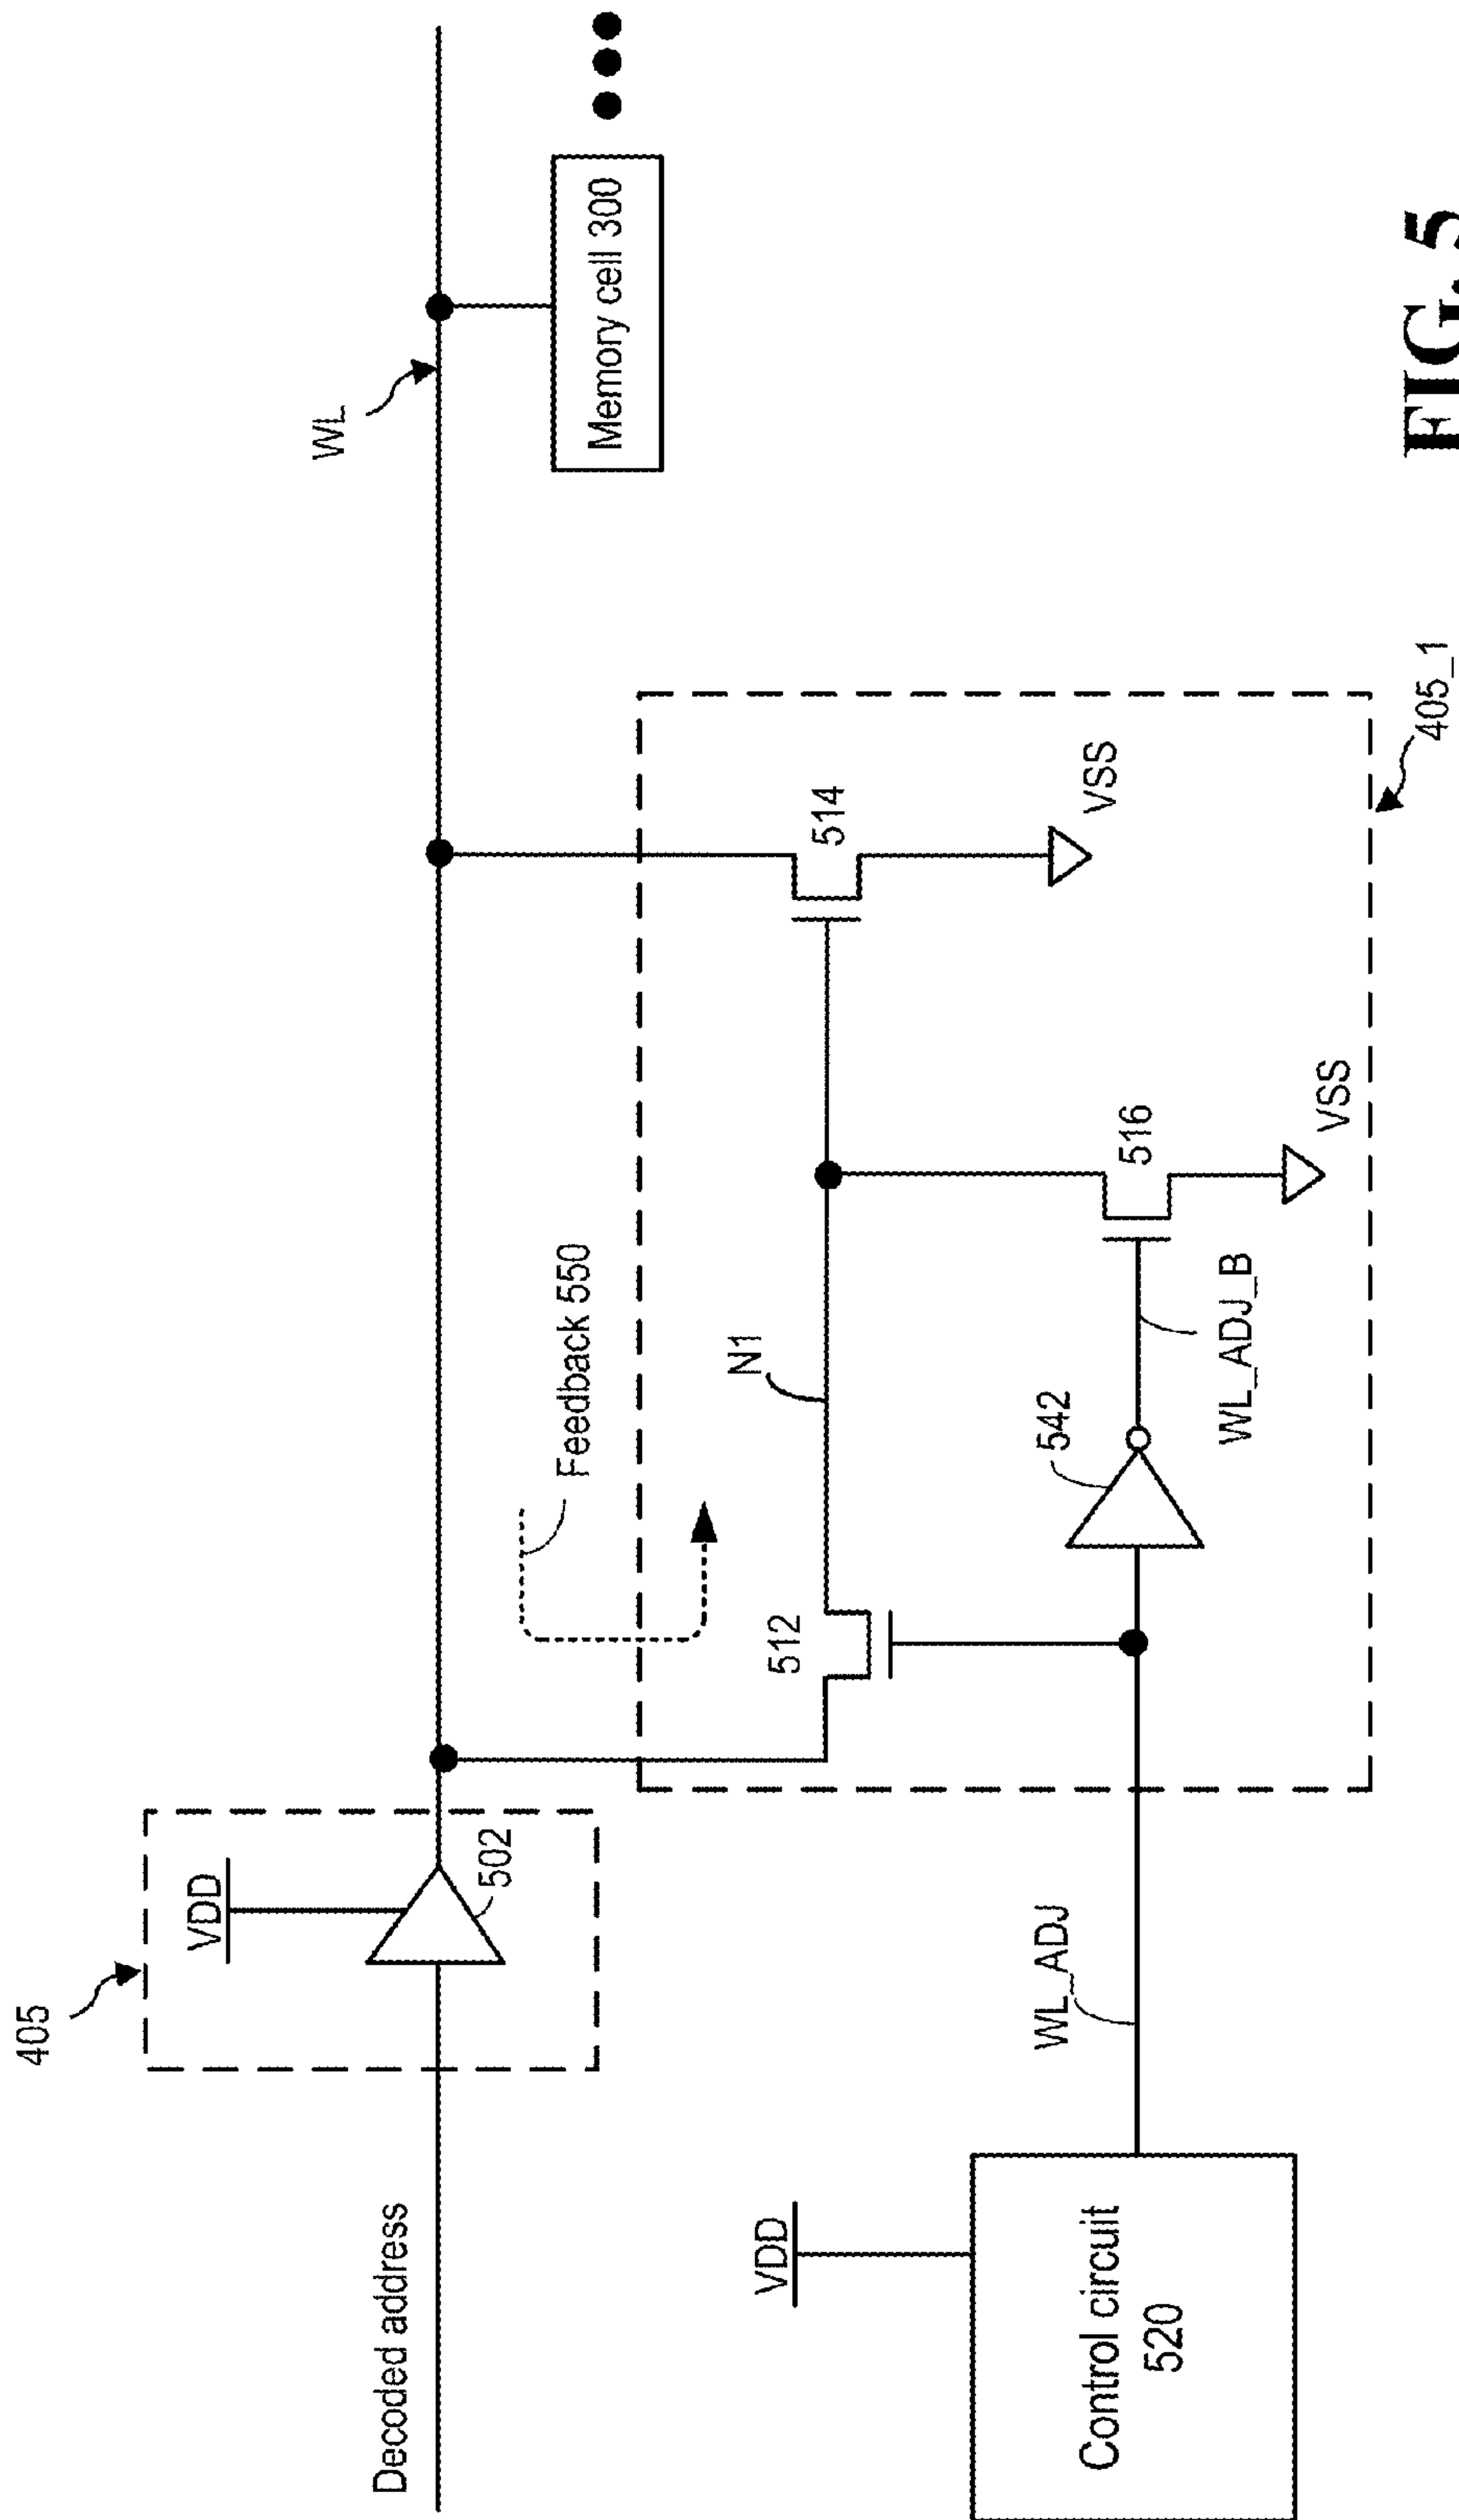 405
VDD
502
Decoded address
WL
Memory cell 300
Feedback 550
N1
512
514
VSS
516
VSS
542
WL_ADJ_B
WL_ADJ
VDD
Control circuit
520
405_1
FIG. 5